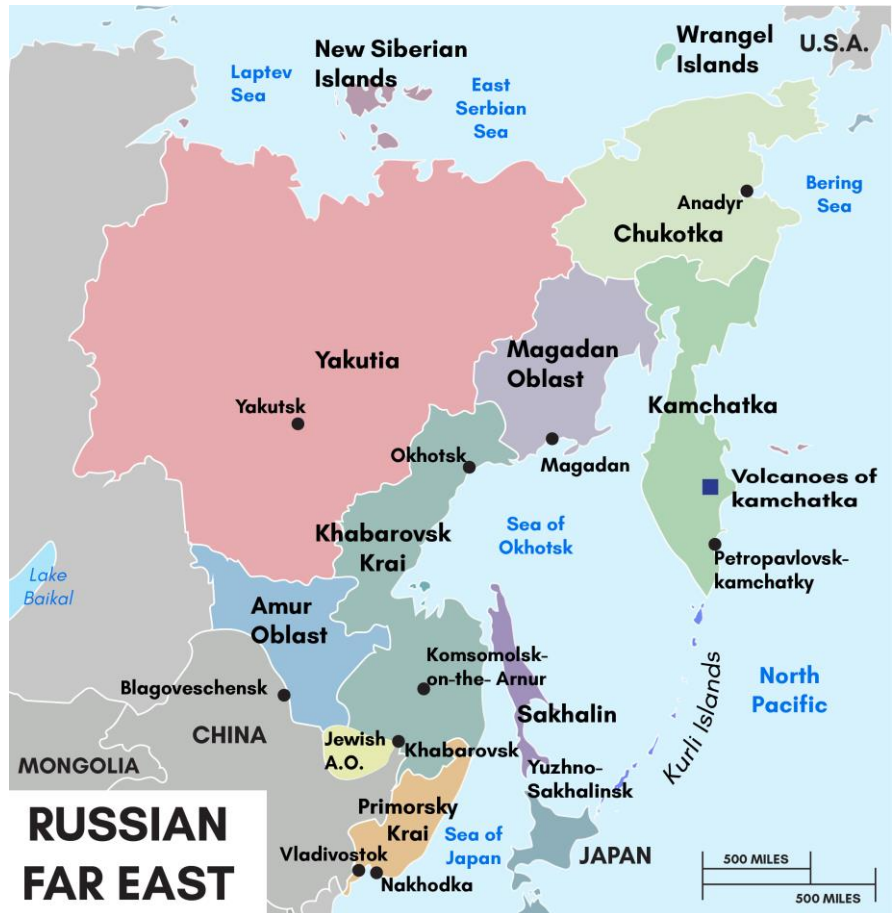 New Siberian
Islands
Laptev
Sea
East
Serbian
Sea
Wrangel
Islands
U.S.A.
Bering
Sea
Anadyr
Chukotka
Yakutia
Yakutsk
Magadan
Oblast
Magadan
Okhotsk
Kamchatka
Volcanoes of
kamchatka
Petropavlovsk-
kamchatky
Sea of
Okhotsk
Khabarovsk
Krai
Lake
Baikal
Amur
Oblast
Blagoveschensk
Komsomolsk-
on-the- Arnur
CHINA
MONGOLIA
Jewish
A.O.
Khabarovsk
Sakhalin
Yuzhno-
Sakhalinsk
Kurli Islands
North
Pacific
Primorsky
Krai
Vladivostok
Nakhodka
Sea of
Japan
JAPAN
RUSSIAN
FAR EAST
500 MILES
500 MILES